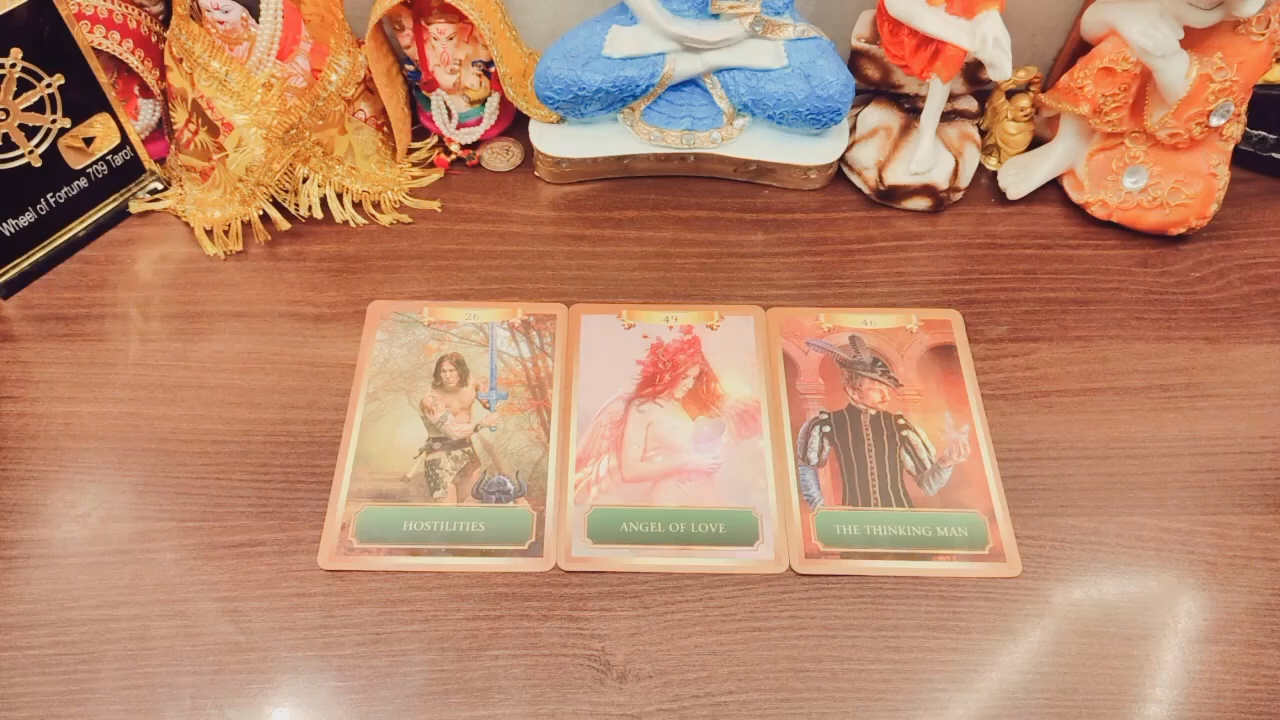 Wheel of Fortune 709 Tarot
26
HOSTILITIES
49
ANGEL OF LOVE
46
THE THINKING MAN